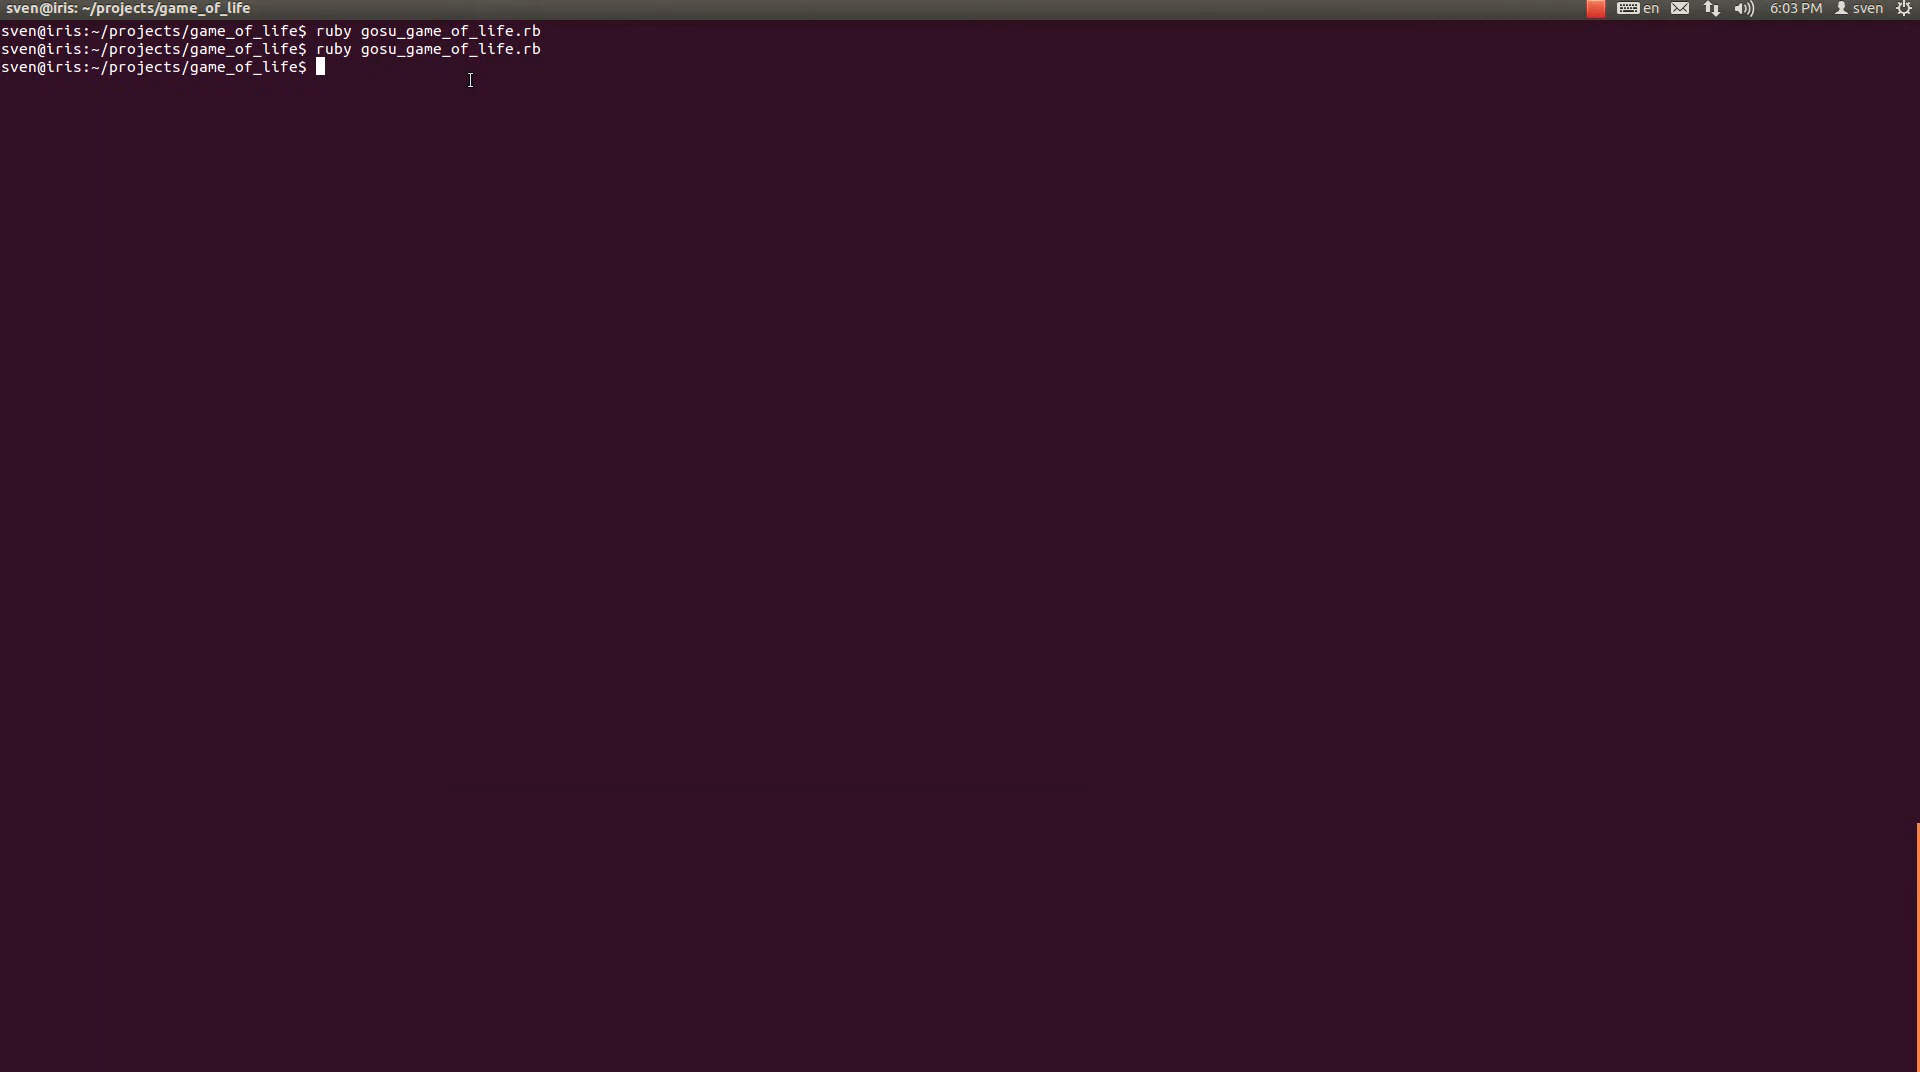 sven@iris: ~/projects/game_of_life en 6:03 PM sven
sven@iris:~/projects/game_of_life$ ruby gosu_game_of_life.rb
sven@iris:~/projects/game_of_life$ ruby gosu_game_of_life.rb
sven@iris:~/projects/game_of_life$